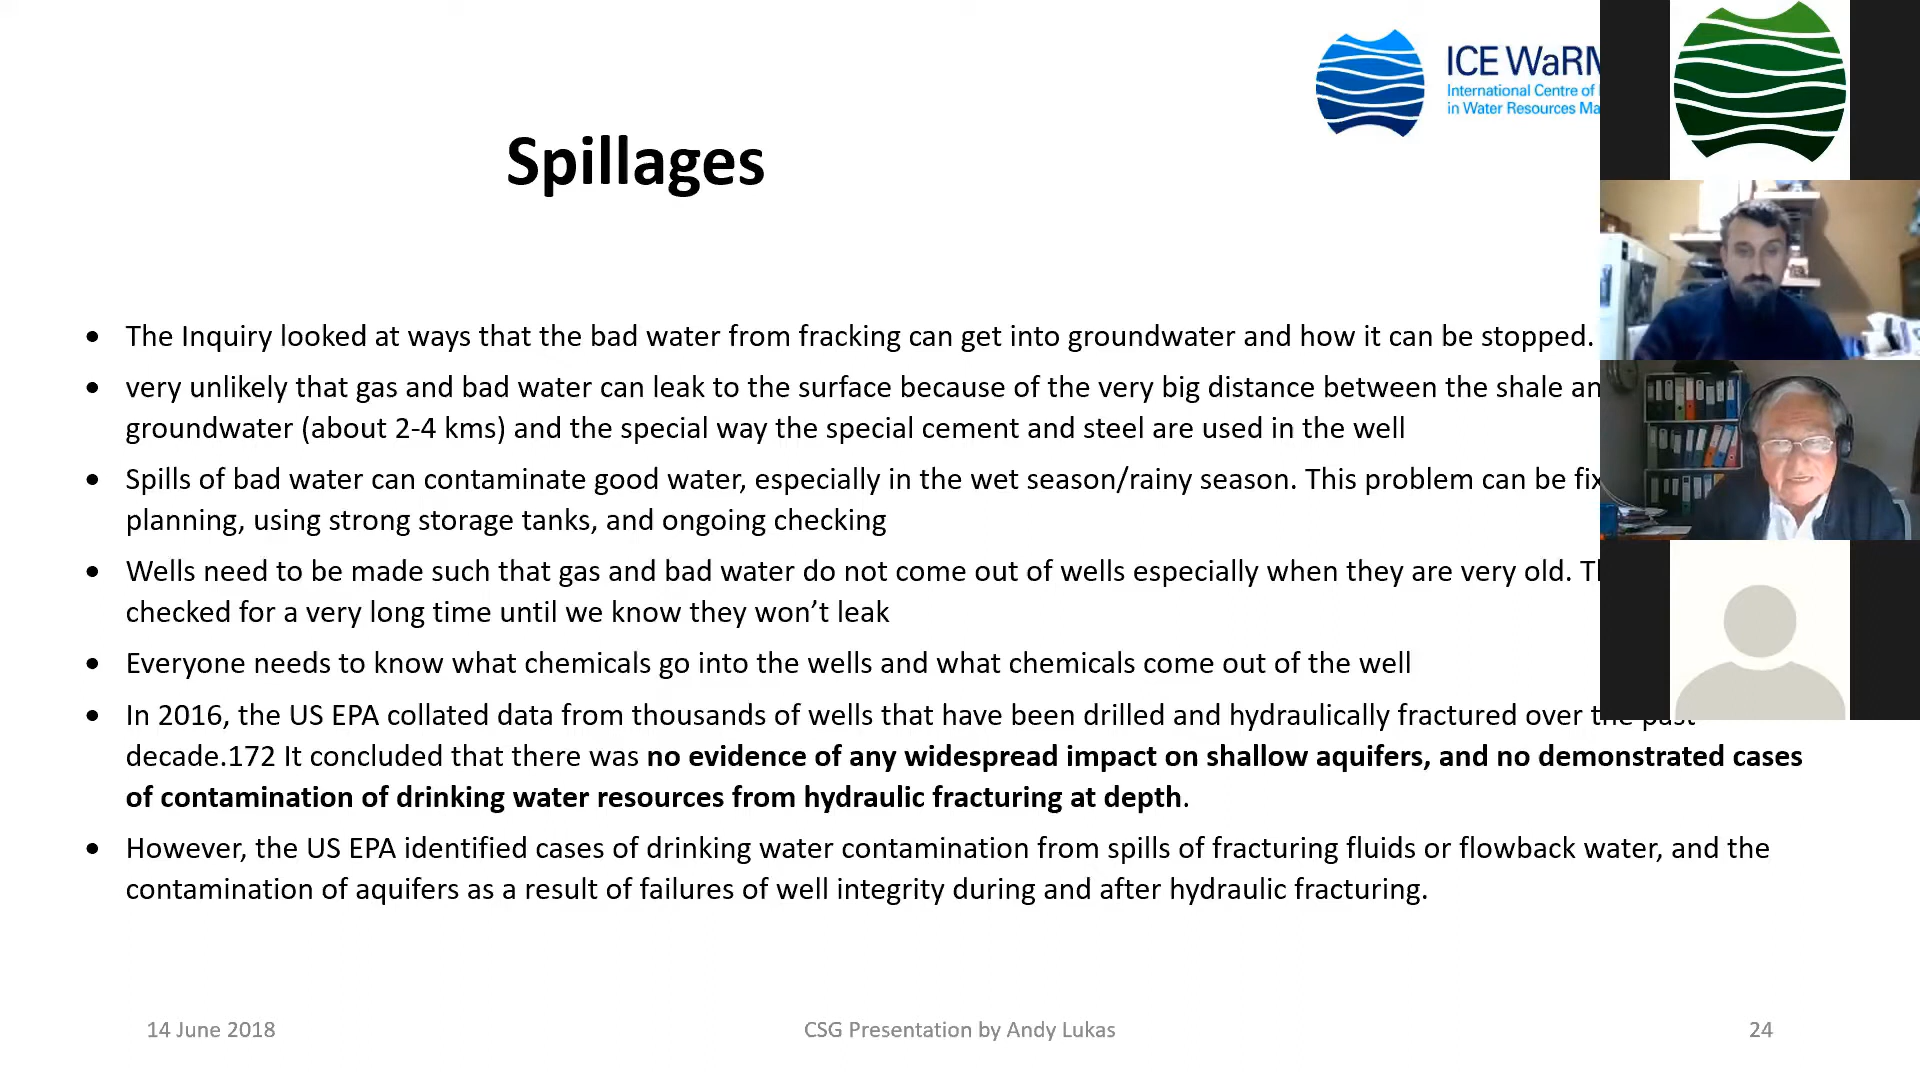 ICE WaRM
International Centre of
in Water Resources Ma
Spillages
• The Inquiry looked at ways that the bad water from fracking can get into groundwater and how it can be stopped.
• very unlikely that gas and bad water can leak to the surface because of the very big distance between the shale an
groundwater (about 2-4 kms) and the special way the special cement and steel are used in the well
• Spills of bad water can contaminate good water, especially in the wet season/rainy season. This problem can be fix
planning, using strong storage tanks, and ongoing checking
• Wells need to be made such that gas and bad water do not come out of wells especially when they are very old.
checked for a very long time until we know they won’t leak
• Everyone needs to know what chemicals go into the wells and what chemicals come out of the well
• In 2016, the US EPA collated data from thousands of wells that have been drilled and hydraulically fractured over the past
decade.172 It concluded that there was no evidence of any widespread impact on shallow aquifers, and no demonstrated cases
of contamination of drinking water resources from hydraulic fracturing at depth.
• However, the US EPA identified cases of drinking water contamination from spills of fracturing fluids or flowback water, and the
contamination of aquifers as a result of failures of well integrity during and after hydraulic fracturing.
14 June 2018
CSG Presentation by Andy Lukas
24